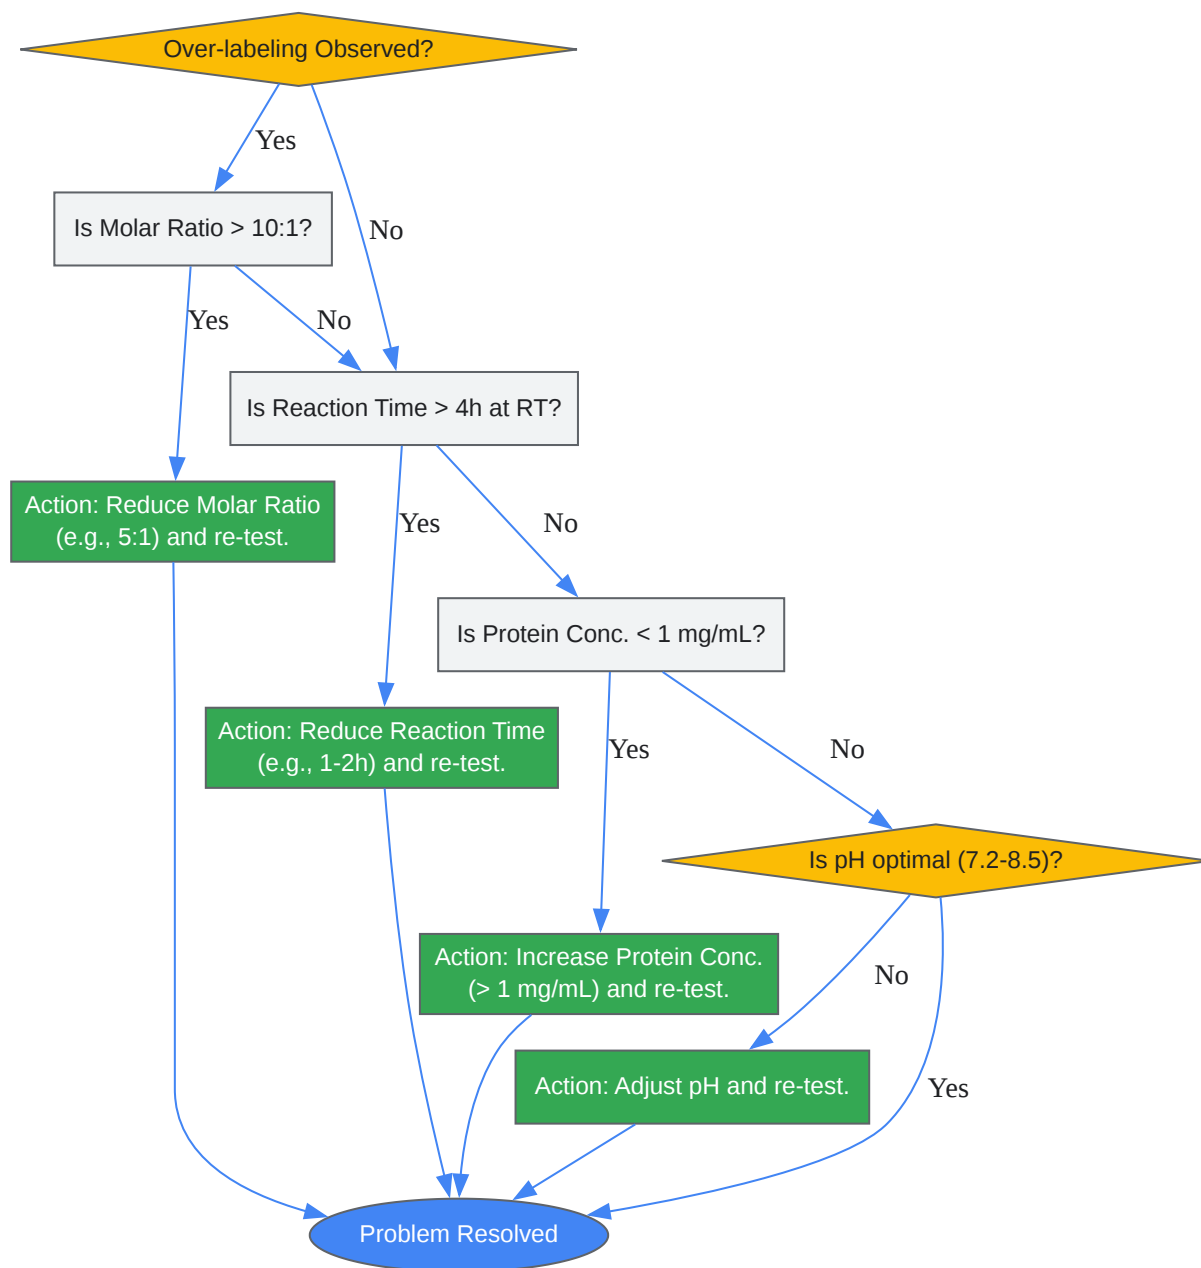 Over-labeling Observed?
Yes
Is Molar Ratio > 10:1?
No
Yes
No
Is Reaction Time > 4h at RT?
Action: Reduce Molar Ratio
(e.g., 5:1) and re-test.
Yes
No
Is Protein Conc. < 1 mg/mL?
Action: Reduce Reaction Time
(e.g., 1-2h) and re-test.
Yes
No
Is pH optimal (7.2-8.5)?
Action: Increase Protein Conc.
(> 1 mg/mL) and re-test.
No
Action: Adjust pH and re-test.
Yes
Problem Resolved